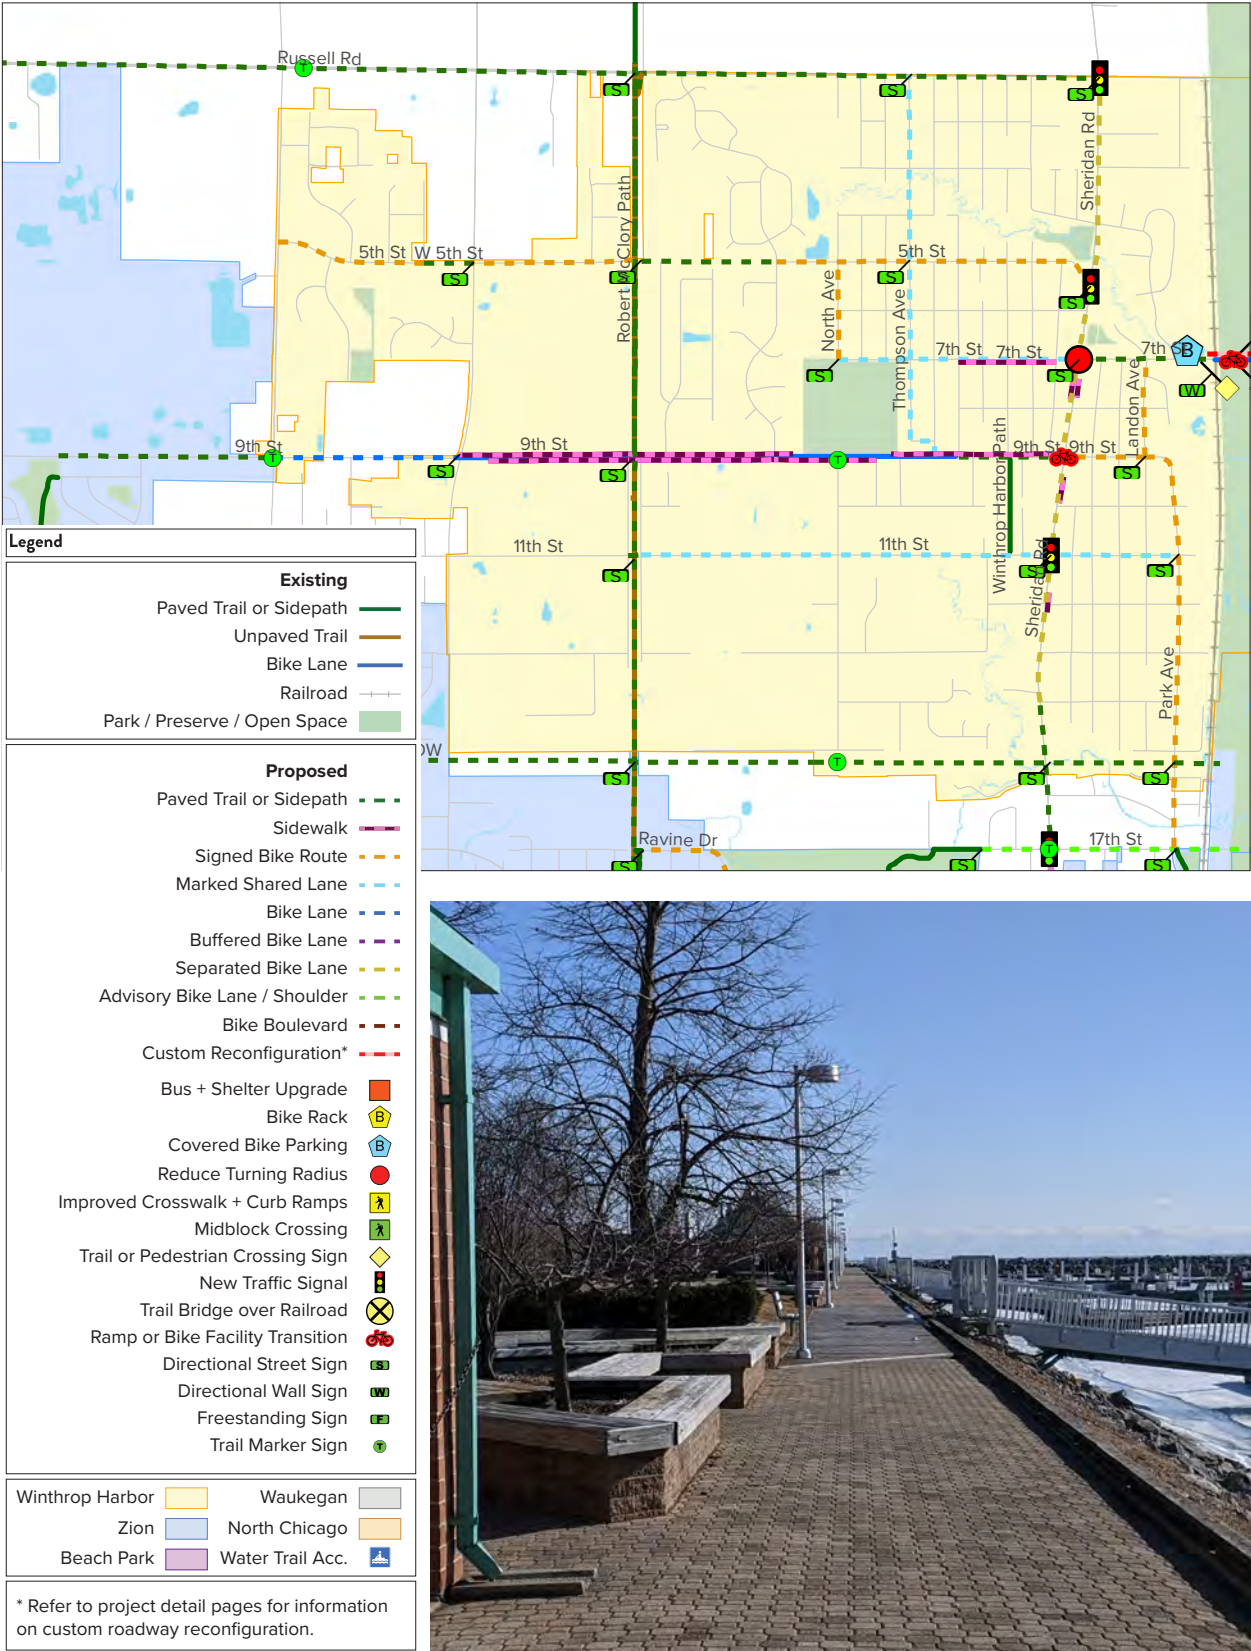 Russell Rd
T
S
S
S
Sheridan Rd
Robert McClory Path
5th St
W 5th St
5th St
S
S
S
S
North Ave
Thompson Ave
7th St
7th St
7th St
B
S
S
W
Landon Ave
9th St
9th St
9th St
9th St
T
S
S
T
S
Winthrop Harbor Path
11th St
11th St
S
S
S
Sheridan Rd
Park Ave
OW
T
S
S
S
Ravine Dr
17th St
S
S
T
S
Legend
Existing
Paved Trail or Sidepath
Unpaved Trail
Bike Lane
Railroad
Park / Preserve / Open Space
Proposed
Paved Trail or Sidepath
Sidewalk
Signed Bike Route
Marked Shared Lane
Bike Lane
Buffered Bike Lane
Separated Bike Lane
Advisory Bike Lane / Shoulder
Bike Boulevard
Custom Reconfiguration*
Bus + Shelter Upgrade
Bike Rack B
Covered Bike Parking B
Reduce Turning Radius
Improved Crosswalk + Curb Ramps
Midblock Crossing
Trail or Pedestrian Crossing Sign
New Traffic Signal
Trail Bridge over Railroad
Ramp or Bike Facility Transition
Directional Street Sign S
Directional Wall Sign W
Freestanding Sign F
Trail Marker Sign T
Winthrop Harbor Waukegan
Zion North Chicago
Beach Park Water Trail Acc.
* Refer to project detail pages for information
on custom roadway reconfiguration.